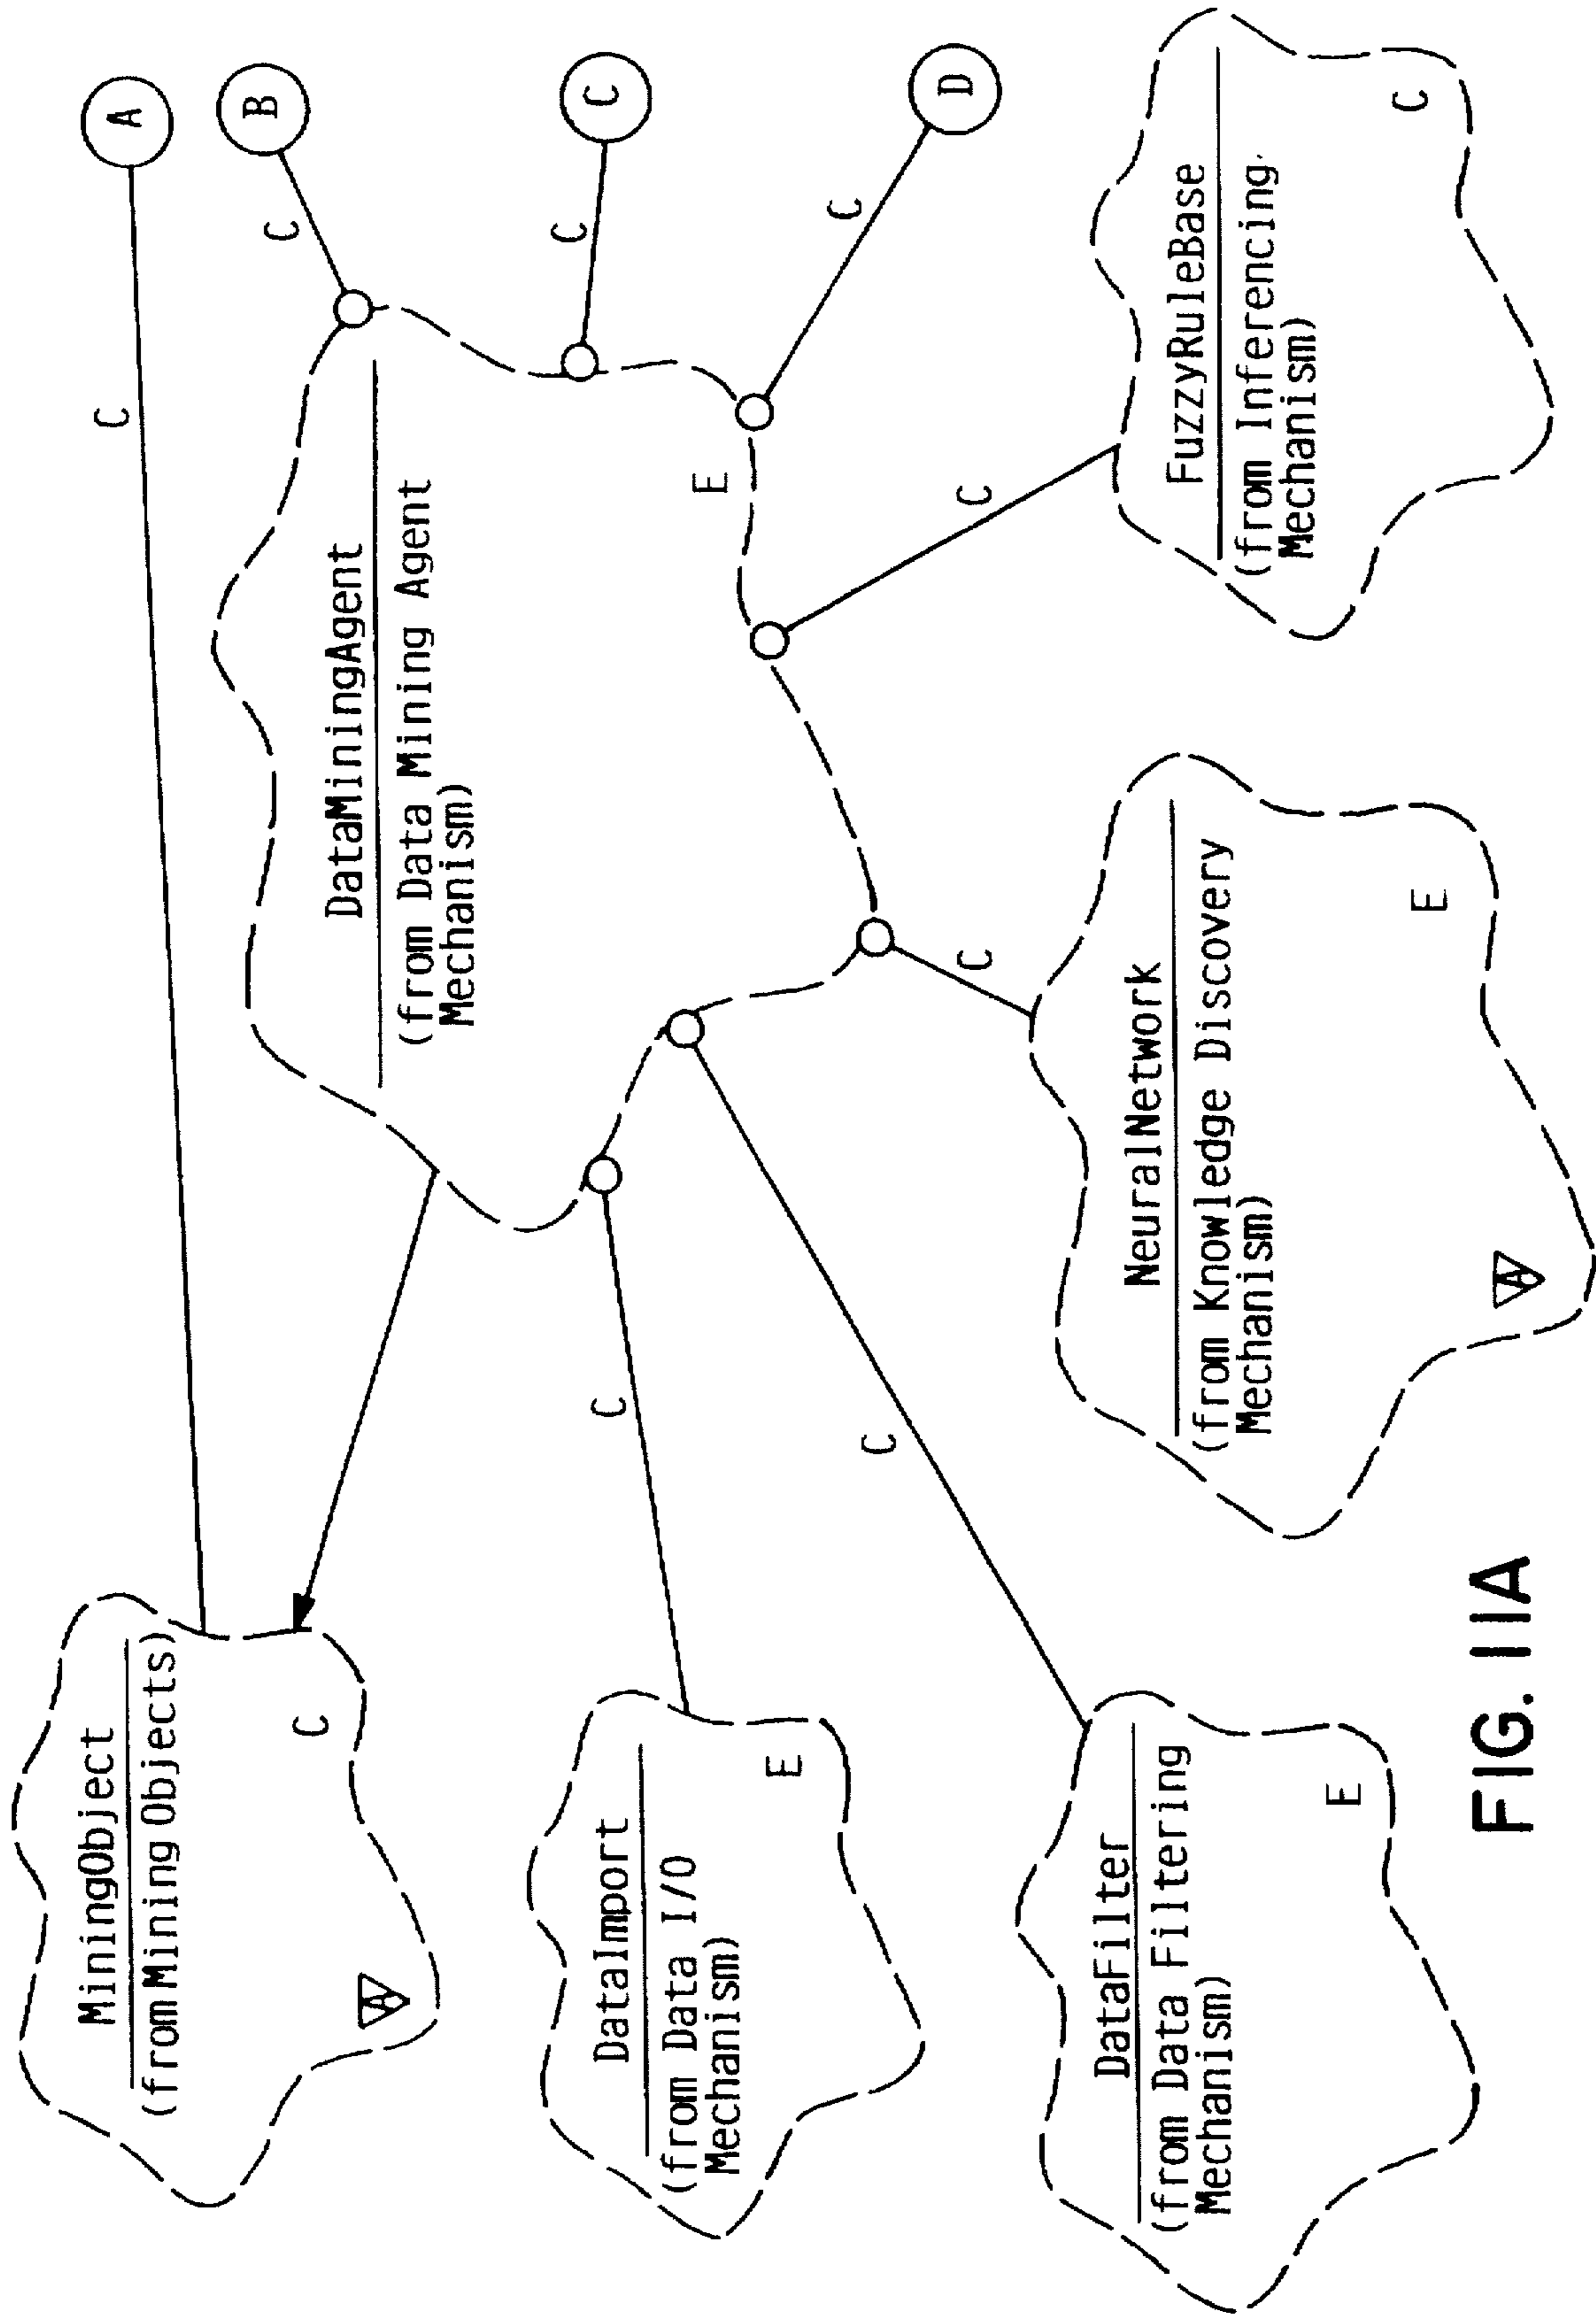 MiningObject
(from Mining Objects)
C
A
C
A
DataMiningAgent
(from Data Mining Agent
Mechanism)
E
C
B
C
C
C
D
C
DataImport
(from Data I/O
Mechanism)
E
C
DataFilter
(from Data Filtering
Mechanism)
E
C
NeuralNetwork
(from Knowledge Discovery
Mechanism)
E
A
C
FuzzyRuleBase
(from Inferencing
Mechanism)
C
FIG. 11A